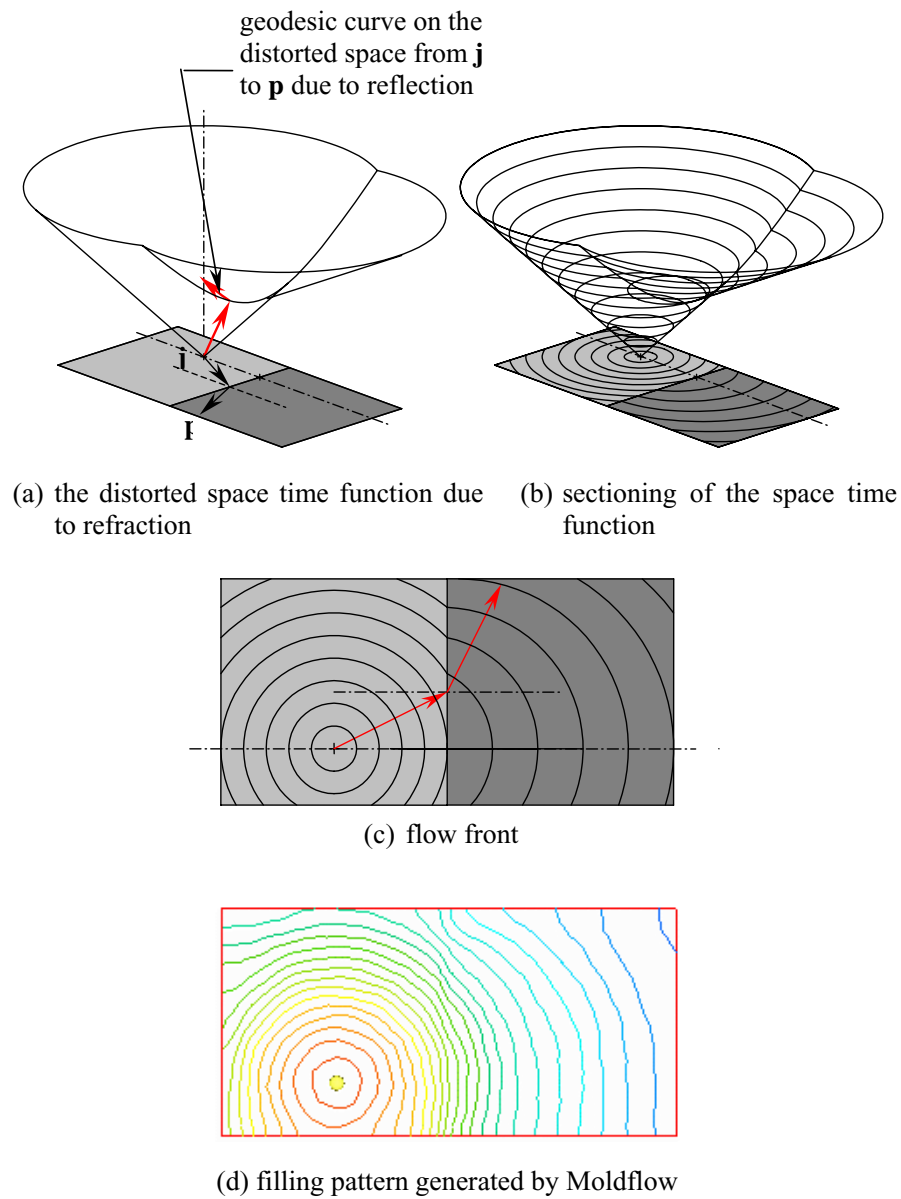 geodesic curve on the
distorted space from j
to p due to reflection
j
(a) the distorted space time function due
to refraction
(b) sectioning of the space time
function
(c) flow front
(d) filling pattern generated by Moldflow